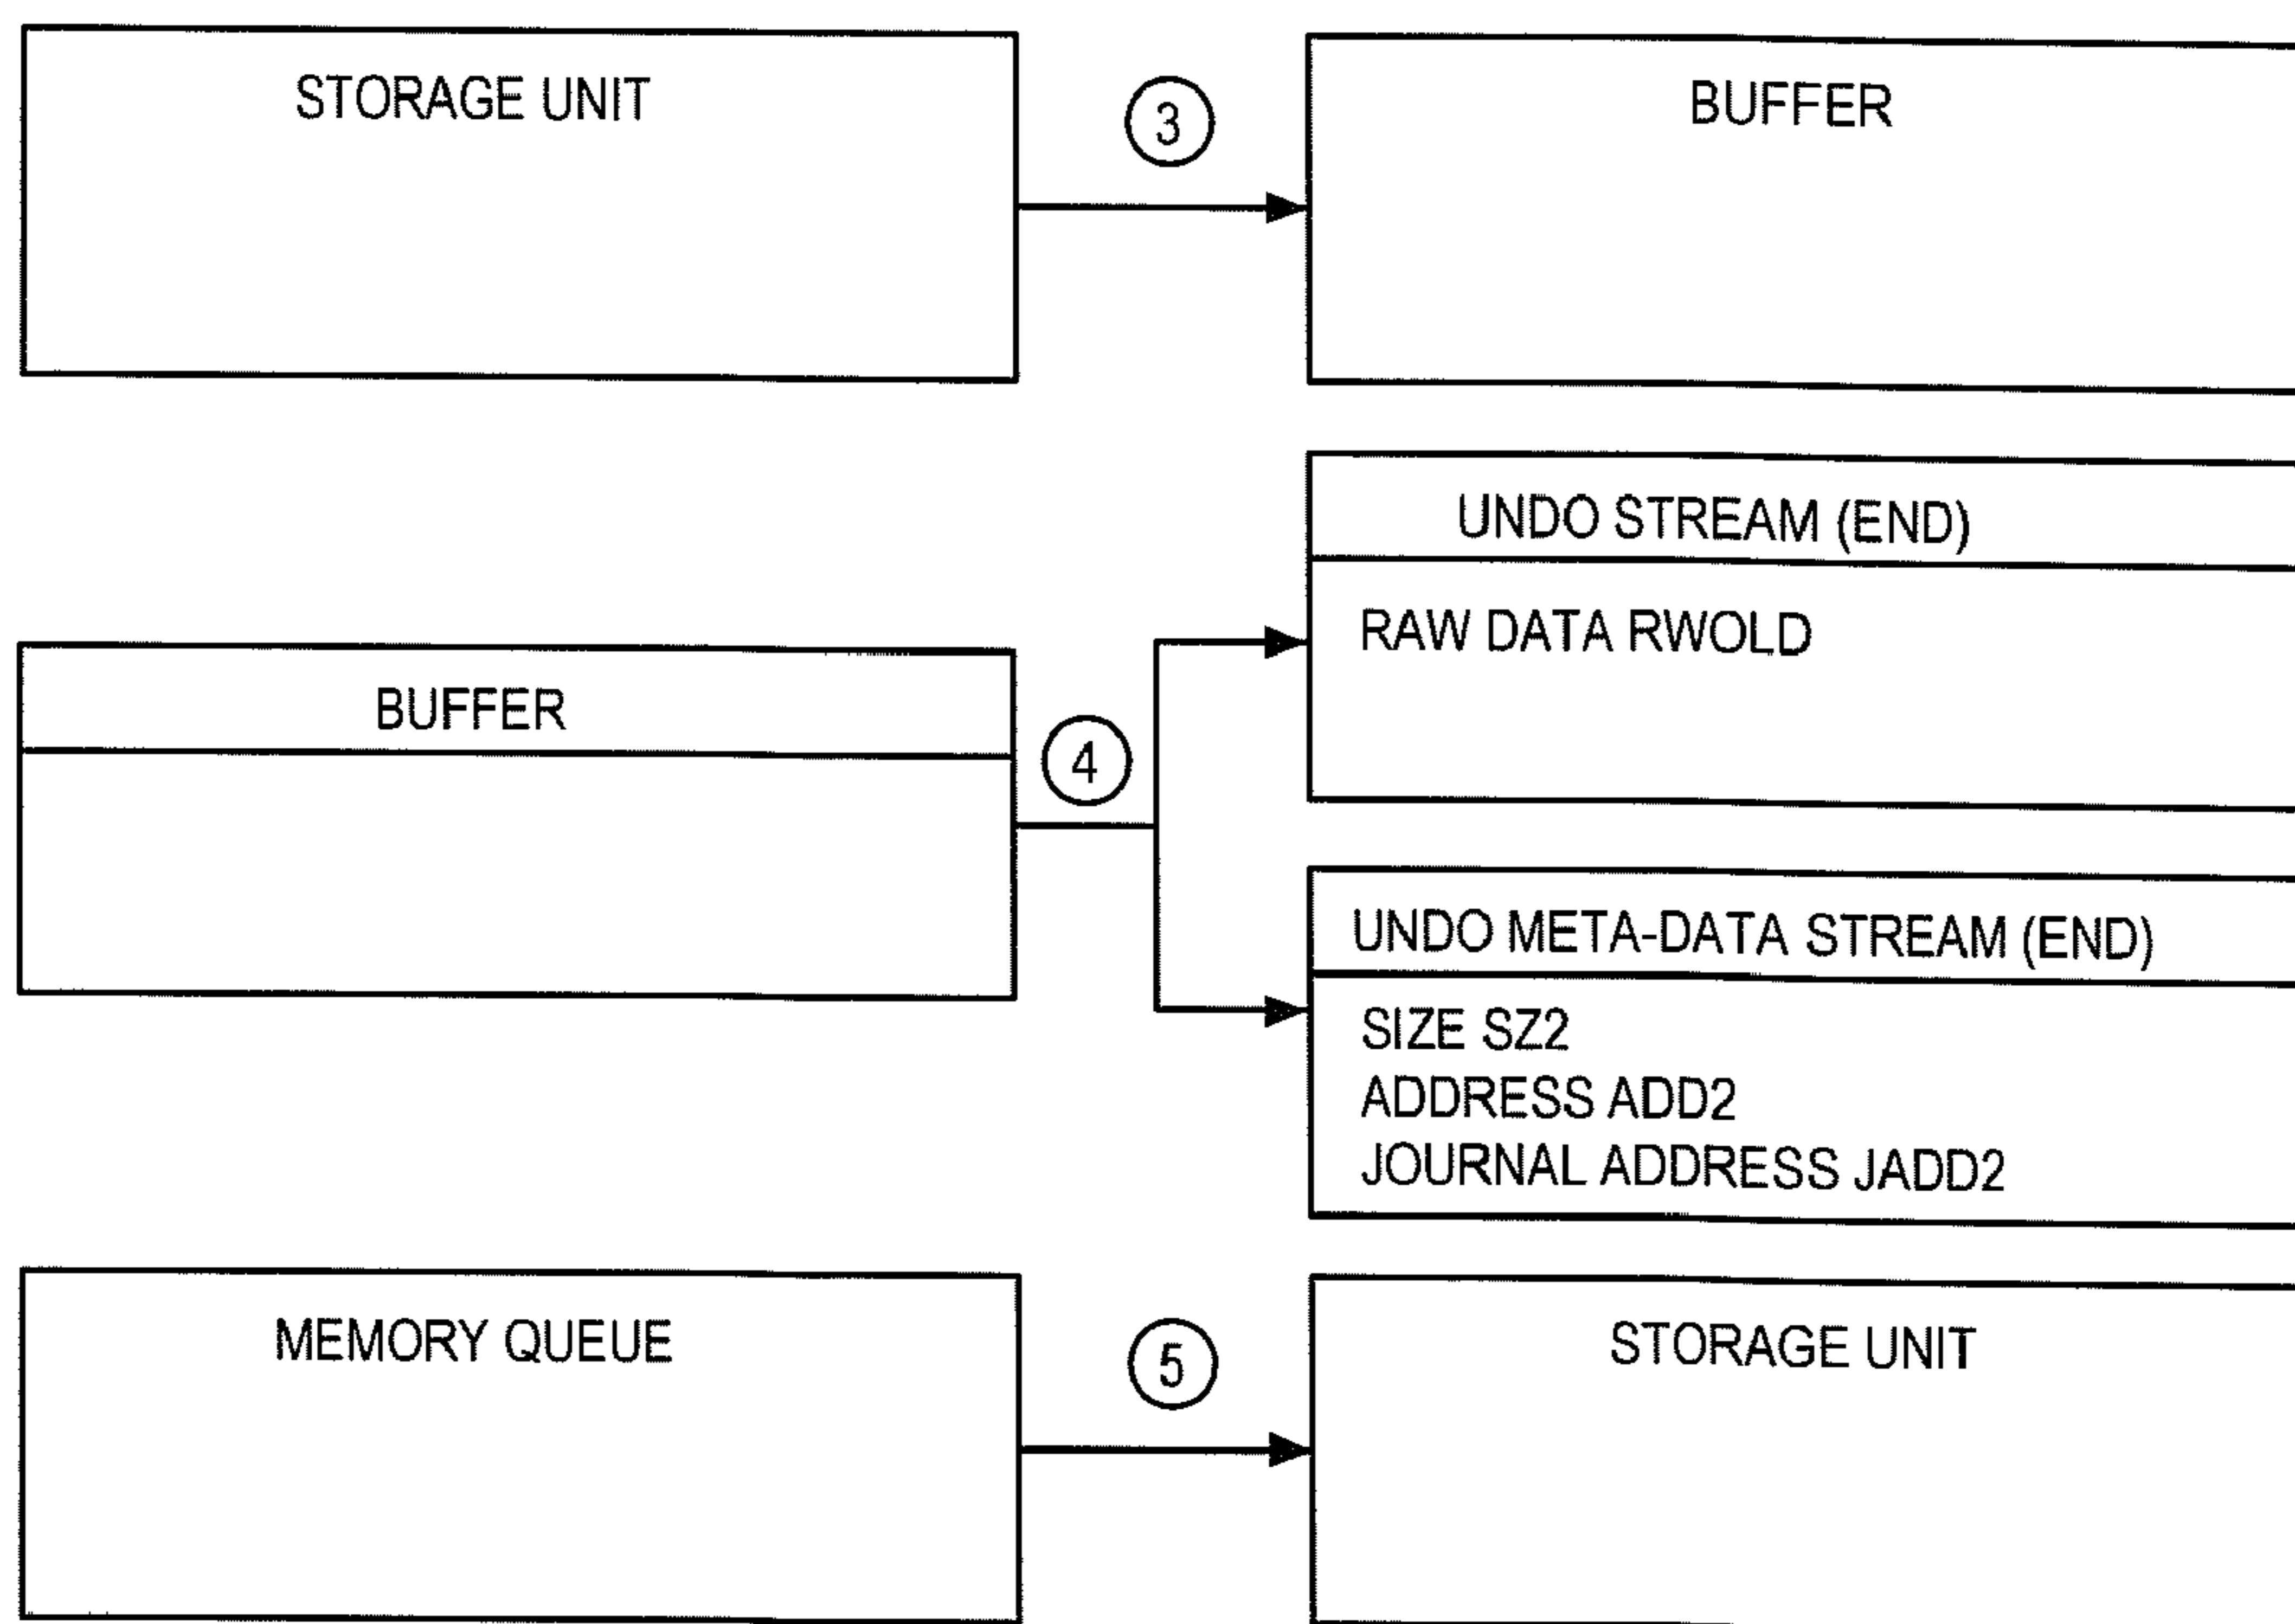 STORAGE UNIT
3
BUFFER
UNDO STREAM (END)
RAW DATA RWOLD
BUFFER
4
UNDO META-DATA STREAM (END)
SIZE SZ2
ADDRESS ADD2
JOURNAL ADDRESS JADD2
MEMORY QUEUE
5
STORAGE UNIT